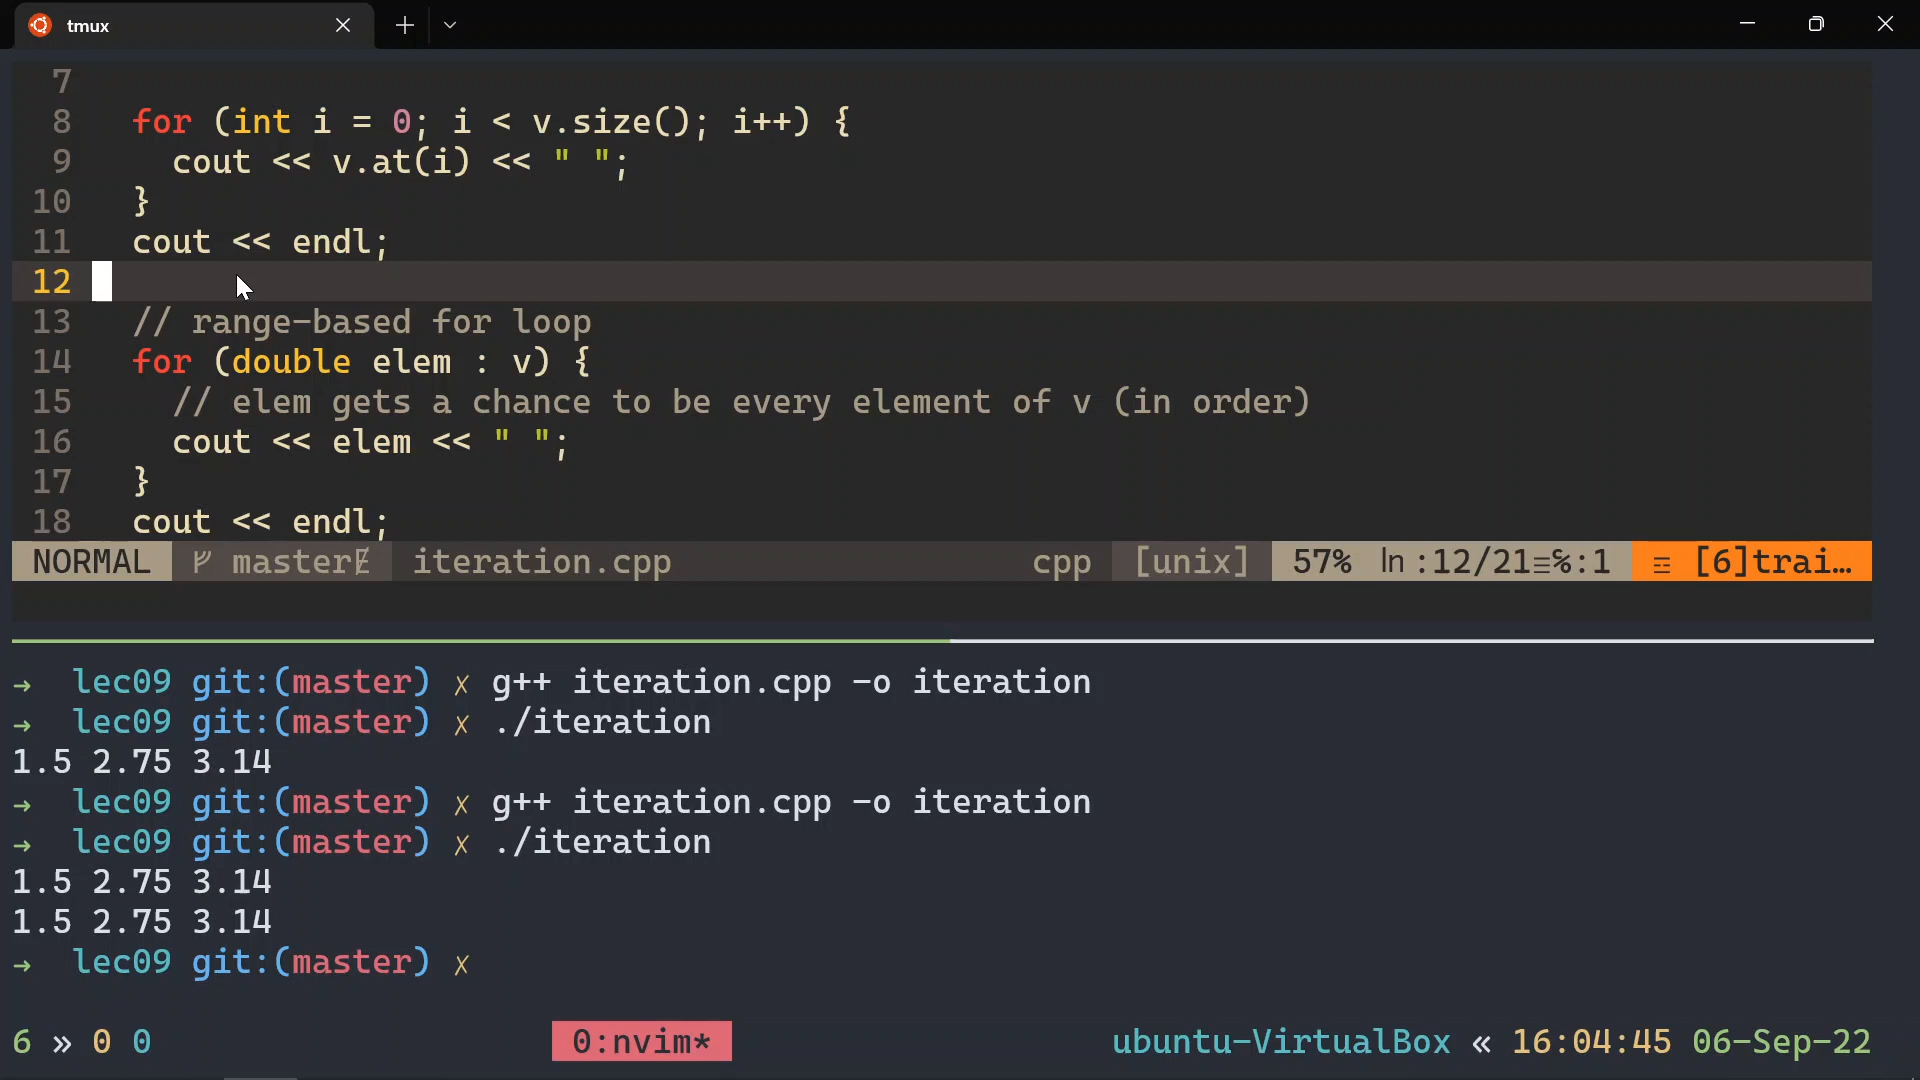 tmux
7
8 for (int i = 0; i < v.size(); i++) {
9 cout << v.at(i) << " ";
10 }
11 cout << endl;
12
13 // range-based for loop
14 for (double elem : v) {
15 // elem gets a chance to be every element of v (in order)
16 cout << elem << " ";
17 }
18 cout << endl;
NORMAL master iteration.cpp cpp [unix] 57% ln :12/21≡℅:1 ☲ [6]trai…
→ lec09 git:(master) ✗ g++ iteration.cpp -o iteration
→ lec09 git:(master) ✗ ./iteration
1.5 2.75 3.14
→ lec09 git:(master) ✗ g++ iteration.cpp -o iteration
→ lec09 git:(master) ✗ ./iteration
1.5 2.75 3.14
1.5 2.75 3.14
→ lec09 git:(master) ✗
6 » 0 0 0:nvim* ubuntu-VirtualBox « 16:04:45 06-Sep-22